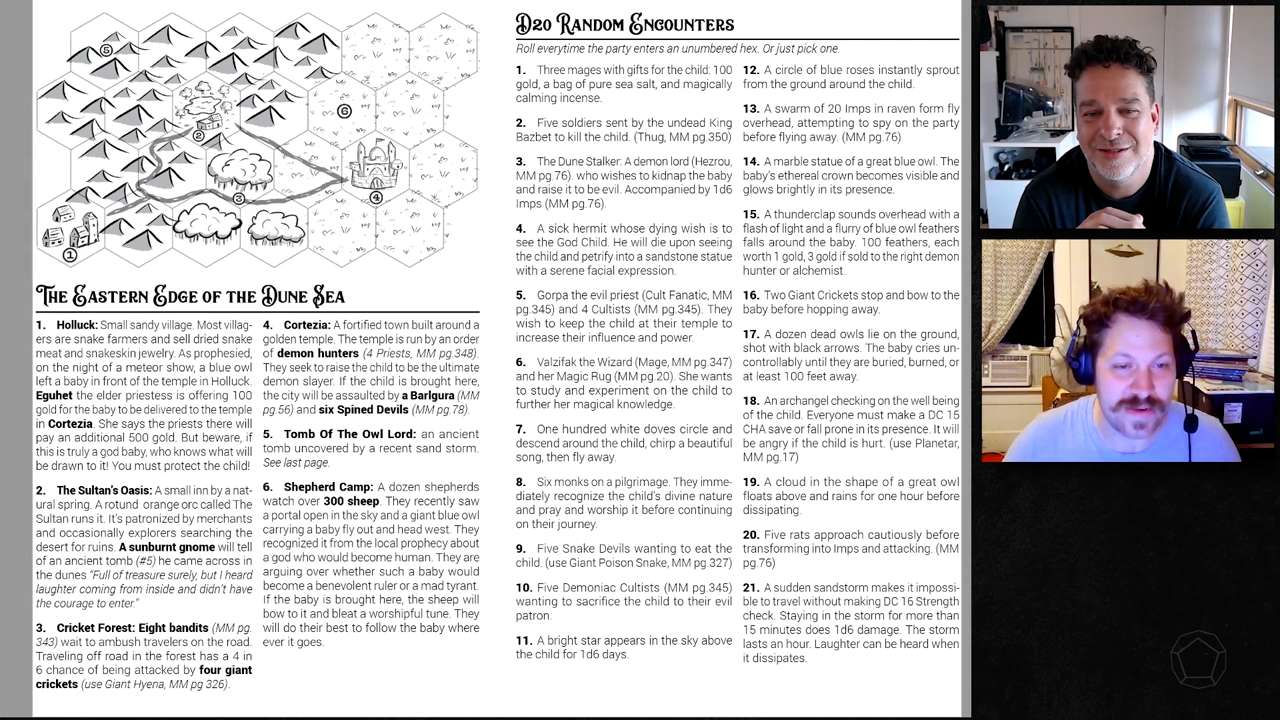 5
2
6
3
4
1
The Eastern Edge of the Dune Sea
1. Holluck: Small sandy village. Most villag-
ers are snake farmers and sell dried snake
meat and snakeskin jewelry. As prophesied,
on the night of a meteor show, a blue owl
left a baby in front of the temple in Holluck.
Eguhet the elder priestess is offering 100
gold for the baby to be delivered to the temple
in Cortezia. She says the priests there will
pay an additional 500 gold. But beware, if
this is truly a god baby, who knows what will
be drawn to it! You must protect the child!
2. The Sultan's Oasis: A small inn by a nat-
ural spring. A rotund orange orc called The
Sultan runs it. It's patronized by merchants
and occasionally explorers searching the
desert for ruins. A sunburnt gnome will tell
of an ancient tomb (#5) he came across in
the dunes "Full of treasure surely, but I heard
laughter coming from inside and didn't have
the courage to enter."
3. Cricket Forest: Eight bandits (MM pg.
343) wait to ambush travelers on the road.
Traveling off road in the forest has a 4 in
6 chance of being attacked by four giant
crickets (use Giant Hyena, MM pg 326).
4. Cortezia: A fortified town built around a
golden temple. The temple is run by an order
of demon hunters (4 Priests, MM pg 348).
They seek to raise the child to be the ultimate
demon slayer. If the child is brought here,
the city will be assaulted by a Barlgura (MM
pg.56) and six Spined Devils (MM pg.78).
5. Tomb Of The Owl Lord: an ancient
tomb uncovered by a recent sand storm.
See last page.
6. Shepherd Camp: A dozen shepherds
watch over 300 sheep. They recently saw
a portal open in the sky and a giant blue owl
carrying a baby fly out and head west. They
recognized it from the local prophecy about
a god who would become human. They are
arguing over whether such a baby would
become a benevolent ruler or a mad tyrant.
If the baby is brought here, the sheep will
bow to it and bleat a worshipful tune. They
will do their best to follow the baby where
ever it goes.
D20 Random Encounters
Roll everytime the party enters an unumbered hex. Or just pick one.
1. Three mages with gifts for the child: 100
gold, a bag of pure sea salt, and magically
calming incense.
2. Five soldiers sent by the undead King
Bazbet to kill the child. (Thug, MM pg.350)
3. The Dune Stalker: A demon lord (Hezrou,
MM pg.76). who wishes to kidnap the baby
and raise it to be evil. Accompanied by 1d6
Imps (MM pg.76).
4. A sick hermit whose dying wish is to
see the God Child. He will die upon seeing
the child and petrify into a sandstone statue
with a serene facial expression.
5. Gorpa the evil priest (Cult Fanatic, MM
pg.345) and 4 Cultists (MM pg.345). They
wish to keep the child at their temple to
increase their influence and power.
6. Valzifak the Wizard (Mage, MM pg.347)
and her Magic Rug (MM pg.20). She wants
to study and experiment on the child to
further her magical knowledge.
7. One hundred white doves circle and
descend around the child, chirp a beautiful
song, then fly away.
8. Six monks on a pilgrimage. They imme-
diately recognize the child's divine nature
and pray and worship it before continuing
on their journey.
9. Five Snake Devils wanting to eat the
child. (use Giant Poison Snake, MM pg.327)
10. Five Demoniac Cultists (MM pg.345)
wanting to sacrifice the child to their evil
patron.
11. A bright star appears in the sky above
the child for 1d6 days.
12. A circle of blue roses instantly sprout
from the ground around the child.
13. A swarm of 20 Imps in raven form fly
overhead, attempting to spy on the party
before flying away. (MM pg.76)
14. A marble statue of a great blue owl. The
baby's ethereal crown becomes visible and
glows brightly in its presence.
15. A thunderclap sounds overhead with a
flash of light and a flurry of blue owl feathers
falls around the baby. 100 feathers, each
worth 1 gold, 3 gold if sold to the right demon
hunter or alchemist.
16. Two Giant Crickets stop and bow to the
baby before hopping away.
17. A dozen dead owls lie on the ground,
shot with black arrows. The baby cries un-
controllably until they are buried, burned, or
at least 100 feet away.
18. An archangel checking on the well being
of the child. Everyone must make a DC 15
CHA save or fall prone in its presence. It will
be angry if the child is hurt. (use Planetar,
MM pg.17)
19. A cloud in the shape of a great owl
floats above and rains for one hour before
dissipating.
20. Five rats approach cautiously before
transforming into Imps and attacking. (MM
pg.76)
21. A sudden sandstorm makes it impossi-
ble to travel without making DC 16 Strength
check. Staying in the storm for more than
15 minutes does 1d6 damage. The storm
lasts an hour. Laughter can be heard when
it dissipates.